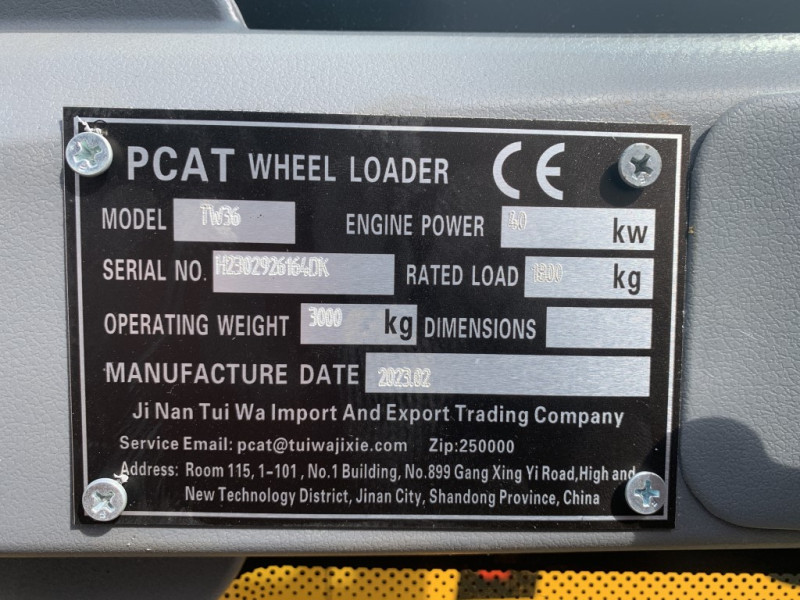 PCAT WHEEL LOADER CE
MODEL TW36 ENGINE POWER 40 kw
SERIAL NO. H2302926164DK RATED LOAD 1800 kg
OPERATING WEIGHT 3000 kg DIMENSIONS
MANUFACTURE DATE 2023.02
Ji Nan Tui Wa Import And Export Trading Company
Service Email: pcat@tuiwajixie.com Zip:250000
Address: Room 115, 1-101, No.1 Building, No.899 Gang Xing Yi Road,High and
New Technology District, Jinan City, Shandong Province, China